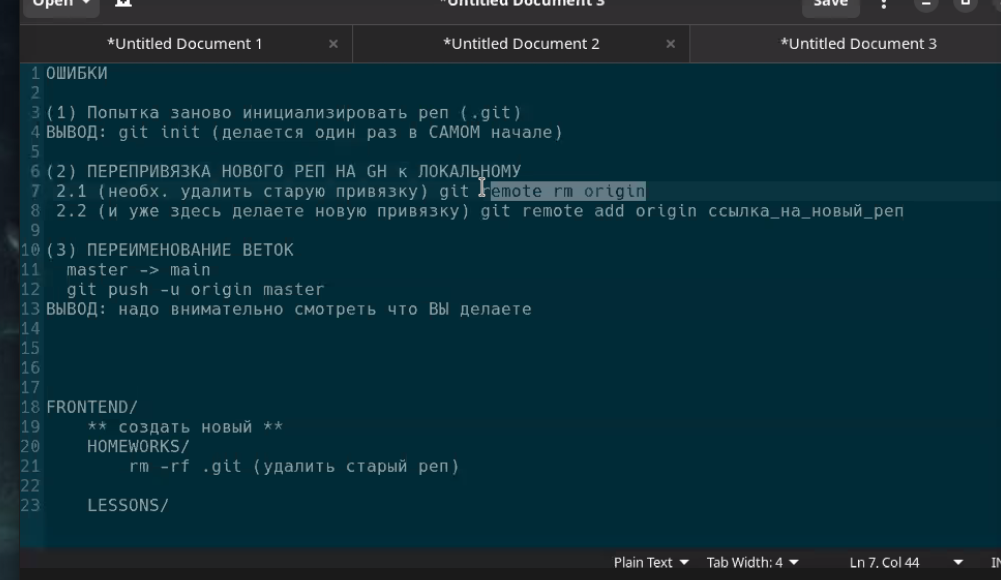 Open
*Untitled Document 3
Save
*Untitled Document 1
*Untitled Document 2
*Untitled Document 3
1 ОШИБКИ
2
3 (1) Попытка заново инициализировать реп (.git)
4 ВЫВОД: git init (делается один раз в САМОМ начале)
5
6 (2) ПЕРЕПРИВЯЗКА НОВОГО РЕП НА GH к ЛОКАЛЬНОМУ
7 2.1 (необх. удалить старую привязку) git remote rm origin
8 2.2 (и уже здесь делаете новую привязку) git remote add origin ссылка_на_новый_реп
9
10 (3) ПЕРЕИМЕНОВАНИЕ ВЕТОК
11 master -> main
12 git push -u origin master
13 ВЫВОД: надо внимательно смотреть что ВЫ делаете
14
15
16
17
18 FRONTEND/
19 ** создать новый **
20 HOMEWORKS/
21 rm -rf .git (удалить старый реп)
22
23 LESSONS/
Plain Text
Tab Width: 4
Ln 7, Col 44